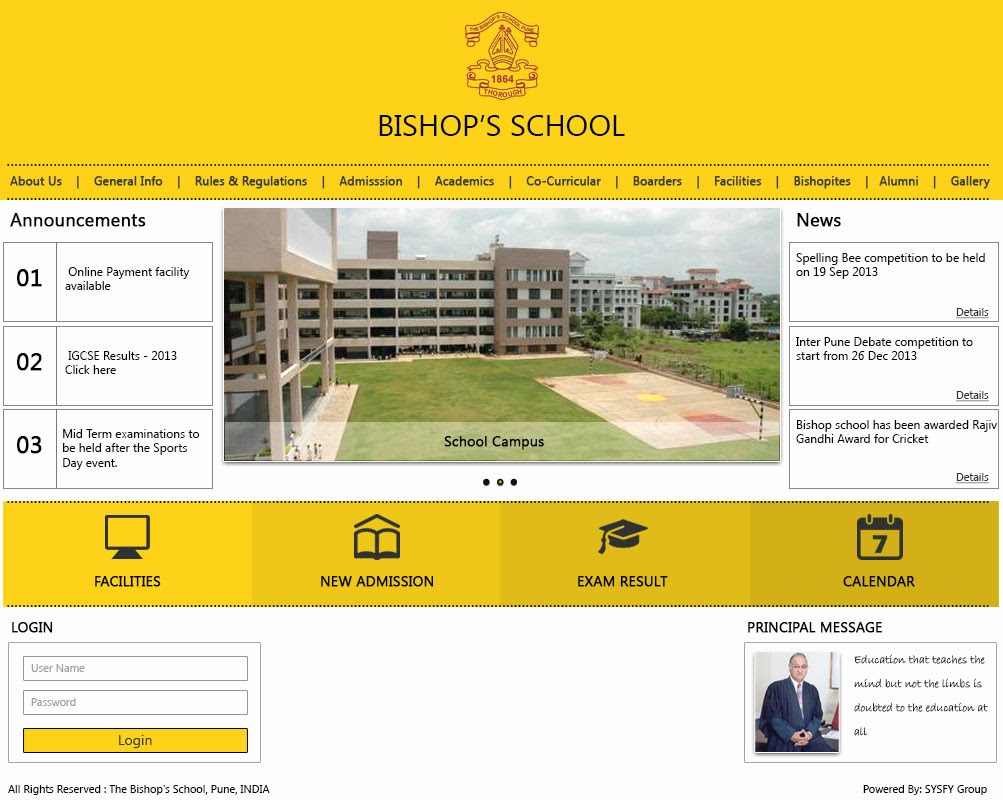 THE BISHOP'S SCHOOL PUNE
1864
THOROUGH
BISHOP'S SCHOOL
About Us | General Info | Rules & Regulations | Admisssion | Academics | Co-Curricular | Boarders | Facilities | Bishopites | Alumni | Gallery
Announcements
01
Online Payment facility
available
02
IGCSE Results - 2013
Click here
03
Mid Term examinations to
be held after the Sports
Day event.
School Campus
News
Spelling Bee competition to be held
on 19 Sep 2013
Details
Inter Pune Debate competition to
start from 26 Dec 2013
Details
Bishop school has been awarded Rajiv
Gandhi Award for Cricket
Details
FACILITIES
NEW ADMISSION
EXAM RESULT
7
CALENDAR
LOGIN
User Name
Password
Login
PRINCIPAL MESSAGE
Education that teaches the
mind but not the limbs is
doubted to the education at
all
All Rights Reserved : The Bishop's School, Pune, INDIA
Powered By: SYSFY Group